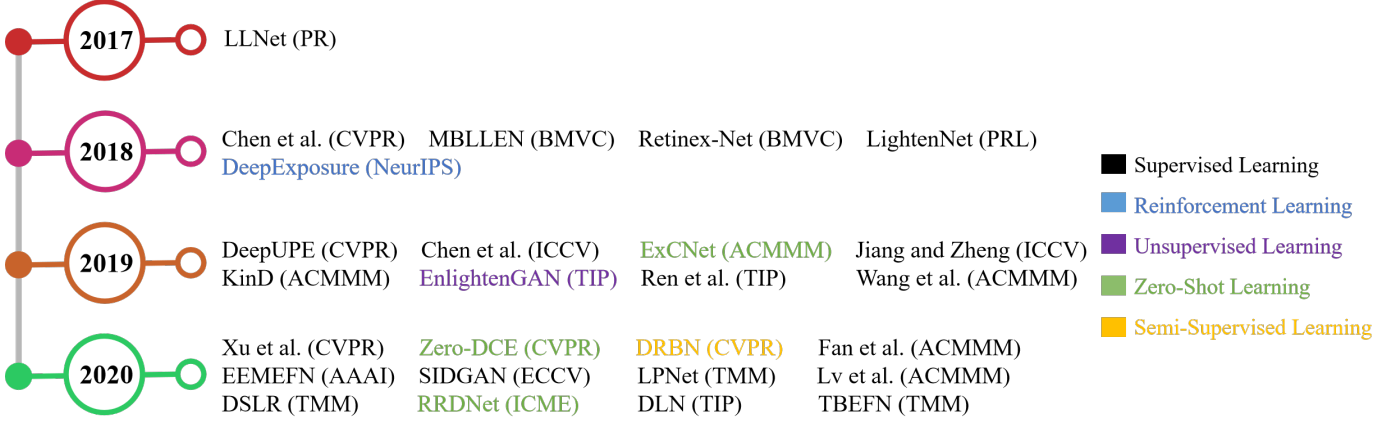 2017 LLNet (PR)
2018
Chen et al. (CVPR) MBLLEN (BMVC) Retinex-Net (BMVC) LightenNet (PRL)
DeepExposure (NeurIPS)
2019
DeepUPE (CVPR) Chen et al. (ICCV) ExCNet (ACMMM) Jiang and Zheng (ICCV)
KinD (ACMMM) EnlightenGAN (TIP) Ren et al. (TIP) Wang et al. (ACMMM)
2020
Xu et al. (CVPR) Zero-DCE (CVPR) DRBN (CVPR) Fan et al. (ACMMM)
EEMEFN (AAAI) SIDGAN (ECCV) LPNet (TMM) Lv et al. (ACMMM)
DSLR (TMM) RRDNet (ICME) DLN (TIP) TBEFN (TMM)
Supervised Learning
Reinforcement Learning
Unsupervised Learning
Zero-Shot Learning
Semi-Supervised Learning